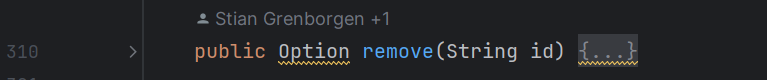 Stian Grenborgen +1
310 public Option remove(String id) {...}